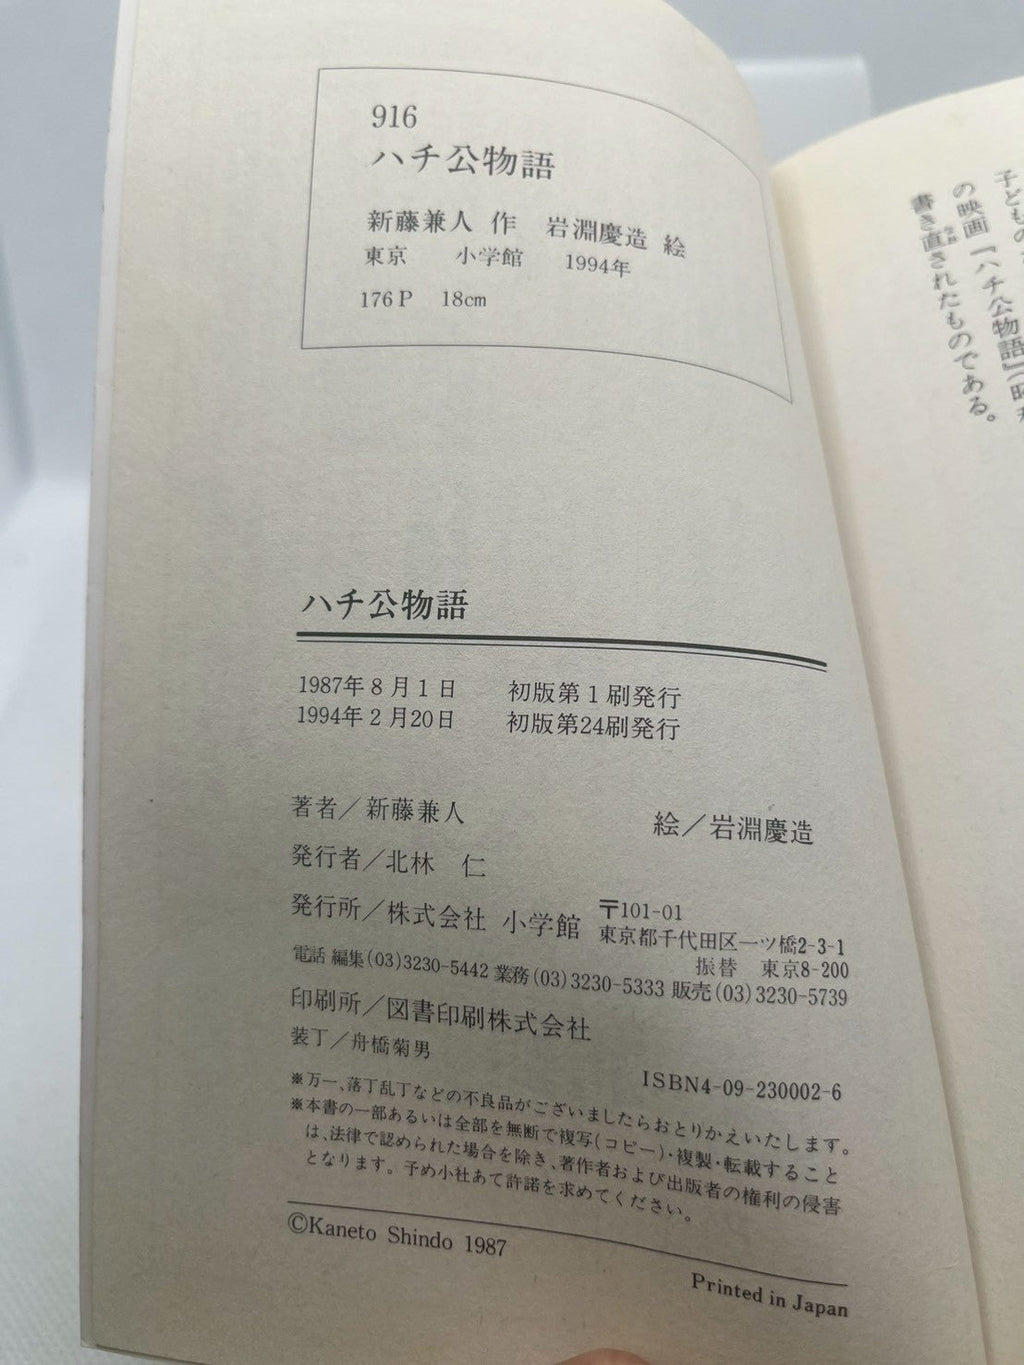 子どもの
の映画『ハチ公物語』(昭和
書き直されたものである。
916
ハチ公物語
新藤兼人 作 岩淵慶造 絵
東京 小学館 1994年
176P 18cm
ハチ公物語
1987年8月1日 初版第1刷発行
1994年2月20日 初版第24刷発行
著者/新藤兼人 絵/岩淵慶造
発行者/北林 仁
発行所/株式会社 小学館 〒101-01
東京都千代田区一ツ橋2-3-1
振替 東京8-200
電話 編集(03)3230-5442 業務(03)3230-5333 販売(03)3230-5739
印刷所/図書印刷株式会社
装丁/舟橋菊男
ISBN4-09-230002-6
※万一、落丁乱丁などの不良品がございましたらおとりかえいたします。
※本書の一部あるいは全部を無断で複写(コピー)・複製・転載すること
は、法律で認められた場合を除き、著作者および出版者の権利の侵害
となります。予め小社あて許諾を求めてください。
©Kaneto Shindo 1987
Printed in Japan